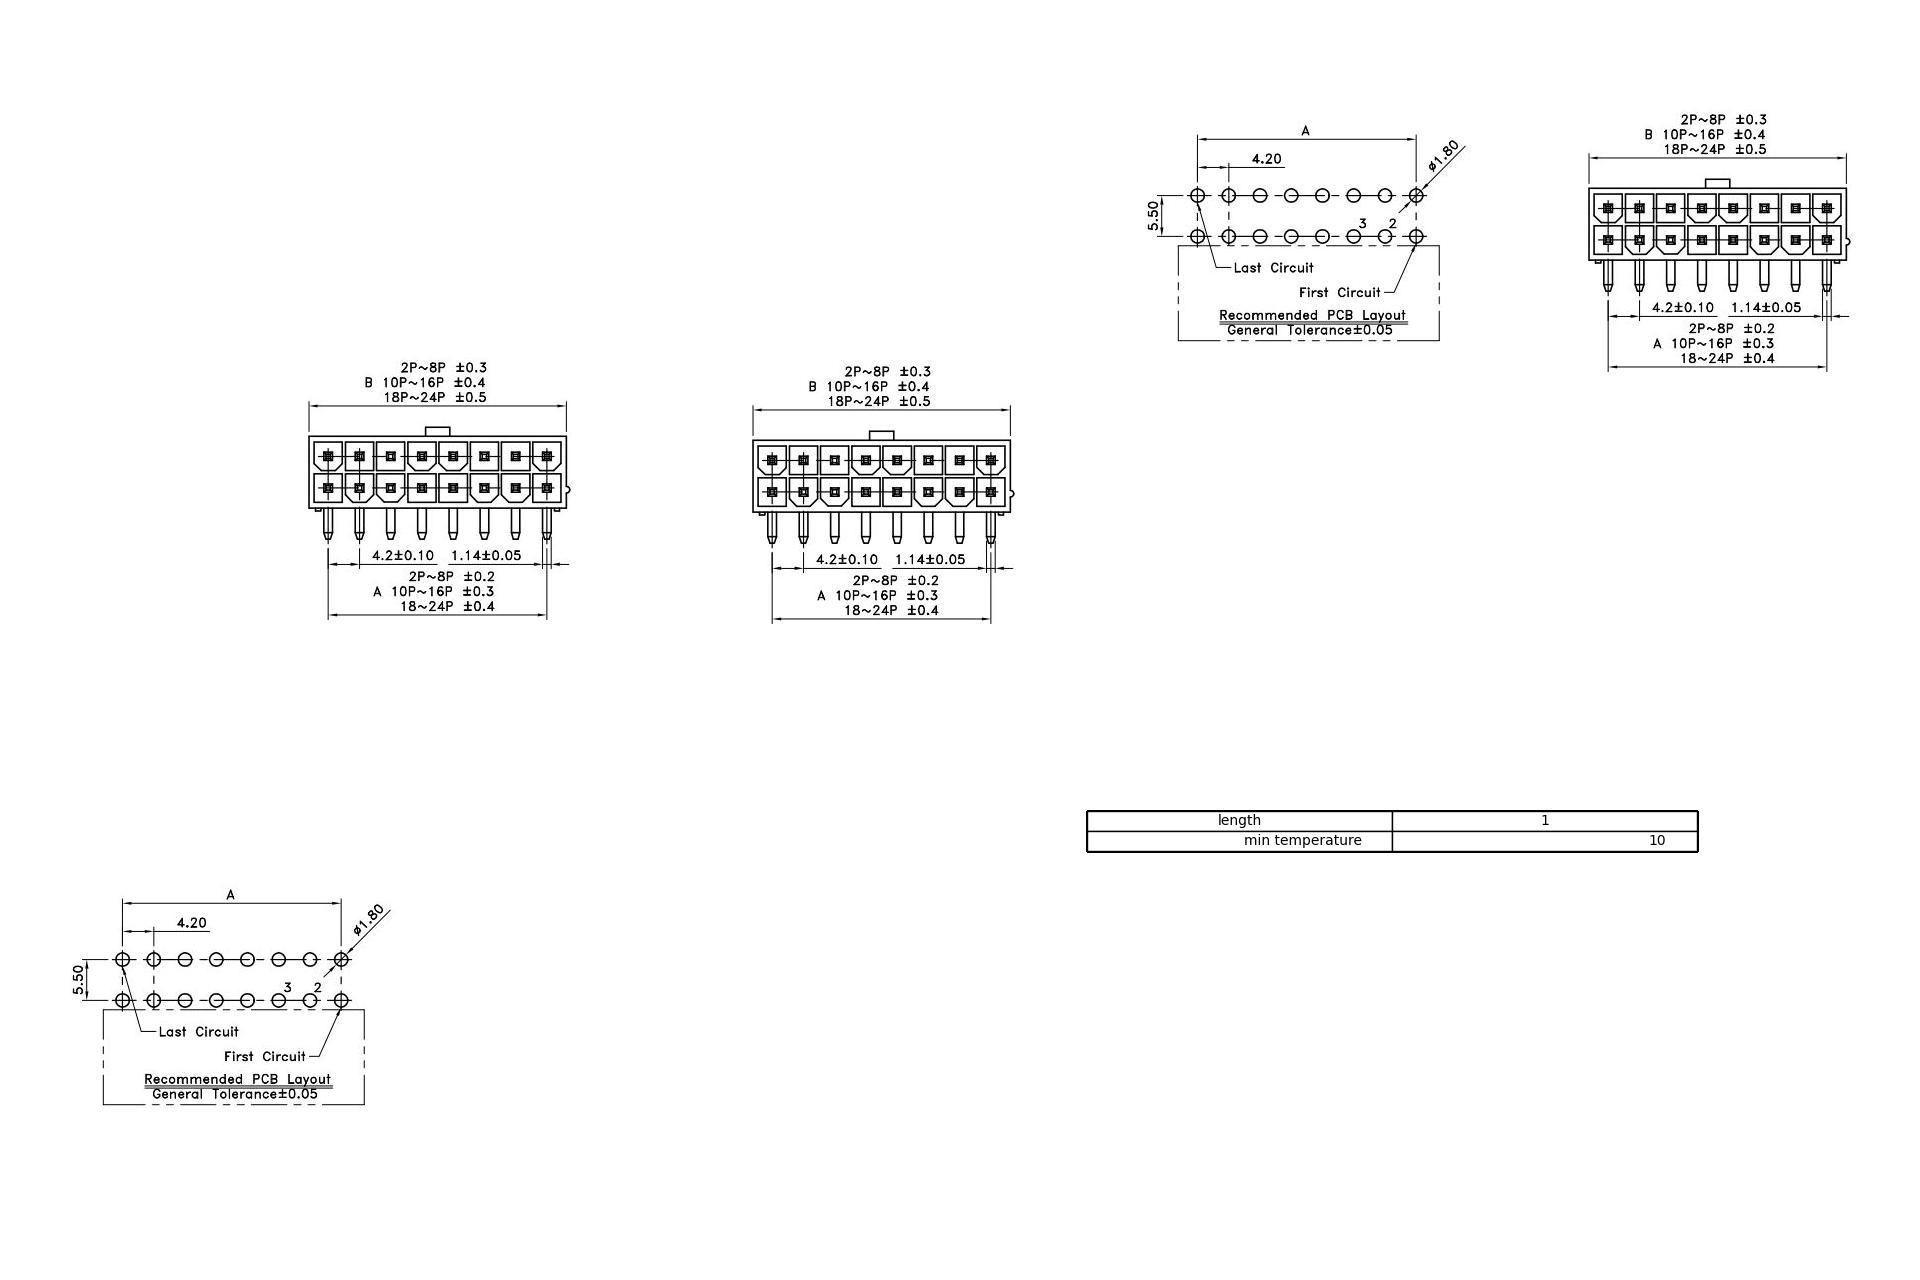 A
4.20
ø1.80
5.50
3 2
Last Circuit
First Circuit
Recommended PCB Layout
General Tolerance±0.05
2P~8P ±0.3
B 10P~16P ±0.4
18P~24P ±0.5
4.2±0.10 1.14±0.05
2P~8P ±0.2
A 10P~16P ±0.3
18~24P ±0.4
2P~8P ±0.3
B 10P~16P ±0.4
18P~24P ±0.5
4.2±0.10 1.14±0.05
2P~8P ±0.2
A 10P~16P ±0.3
18~24P ±0.4
2P~8P ±0.3
B 10P~16P ±0.4
18P~24P ±0.5
4.2±0.10 1.14±0.05
2P~8P ±0.2
A 10P~16P ±0.3
18~24P ±0.4
length 1
min temperature 10
A
4.20
ø1.80
5.50
3 2
Last Circuit
First Circuit
Recommended PCB Layout
General Tolerance±0.05